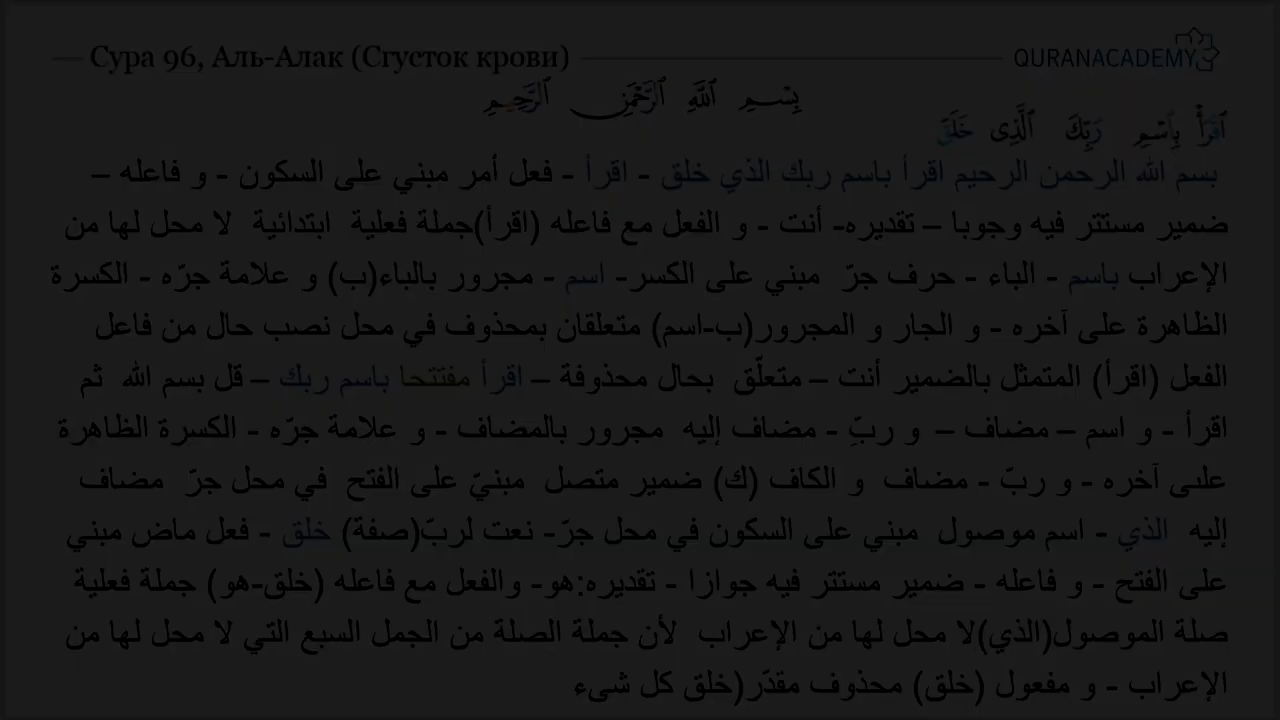 Сура 96, Аль-Алак (Сгусток крови)
QURANACADEMY
بِسْمِ ٱللَّهِ ٱلرَّحْمَٰنِ ٱلرَّحِيمِ
ٱقْرَأْ بِٱسْمِ رَبِّكَ ٱلَّذِى خَلَقَ
بسم الله الرحمن الرحيم اقرأ باسم ربك الذي خلق - اقرأ - فعل أمر مبني على السكون - و فاعله –
ضمير مستتر فيه وجوبا – تقديره- أنت - و الفعل مع فاعله (اقرأ)جملة فعلية ابتدائية لا محل لها من
الإعراب باسم - الباء - حرف جرّ مبني على الكسر- اسم - مجرور بالباء(ب) و علامة جرّه - الكسرة
الظاهرة على آخره - و الجار و المجرور(ب-اسم) متعلقان بمحذوف في محل نصب حال من فاعل
الفعل (اقرأ) المتمثل بالضمير أنت – متعلّق بحال محذوفة – اقرأ مفتتحا باسم ربك – قل بسم الله ثم
اقرأ - و اسم – مضاف – و ربِّ - مضاف إليه مجرور بالمضاف - و علامة جرّه - الكسرة الظاهرة
على آخره - و ربّ - مضاف و الكاف (ك) ضمير متصل مبنيّ على الفتح في محل جرّ مضاف
إليه الذي - اسم موصول مبني على السكون في محل جرّ- نعت لربّ(صفة) خلق - فعل ماض مبني
على الفتح - و فاعله - ضمير مستتر فيه جوازا - تقديره:هو- والفعل مع فاعله (خلق-هو) جملة فعلية
صلة الموصول(الذي)لا محل لها من الإعراب لأن جملة الصلة من الجمل السبع التي لا محل لها من
الإعراب - و مفعول (خلق) محذوف مقدّر(خلق كل شىء